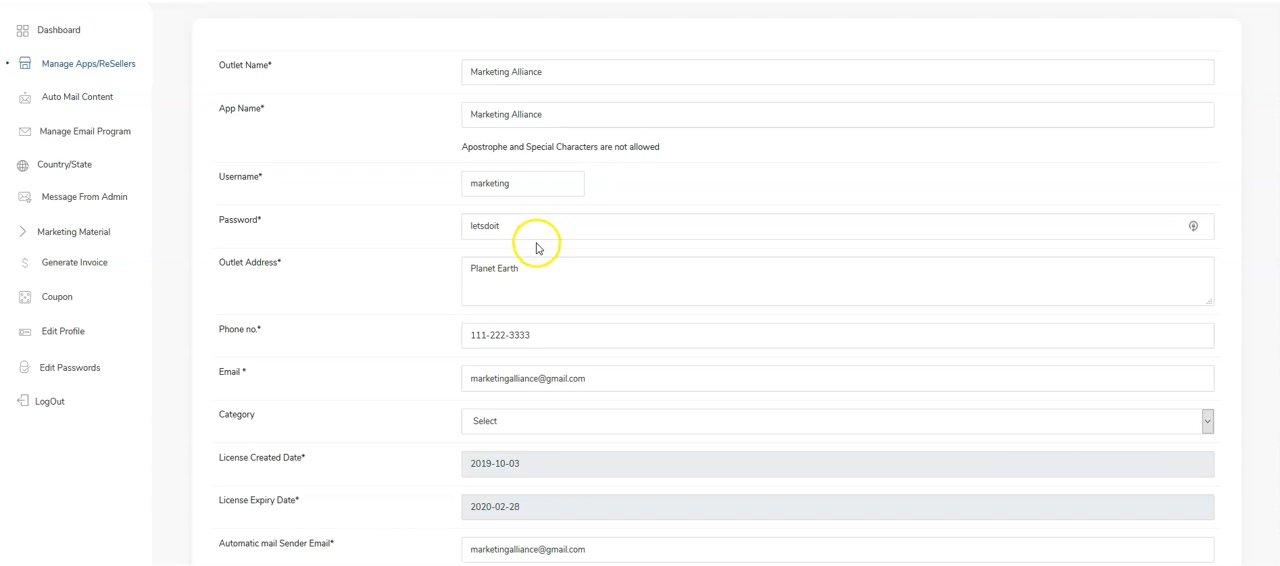 Dashboard
Manage Apps/ReSellers
Auto Mail Content
Manage Email Program
Country/State
Message From Admin
Marketing Material
Generate Invoice
Coupon
Edit Profile
Edit Passwords
LogOut
Outlet Name* Marketing Alliance
App Name* Marketing Alliance
Apostrophe and Special Characters are not allowed
Username* marketing
Password* letsdoit
Outlet Address* Planet Earth
Phone no.* 111-222-3333
Email * marketingalliance@gmail.com
Category Select
License Created Date* 2019-10-03
License Expiry Date* 2020-02-28
Automatic mail Sender Email* marketingalliance@gmail.com